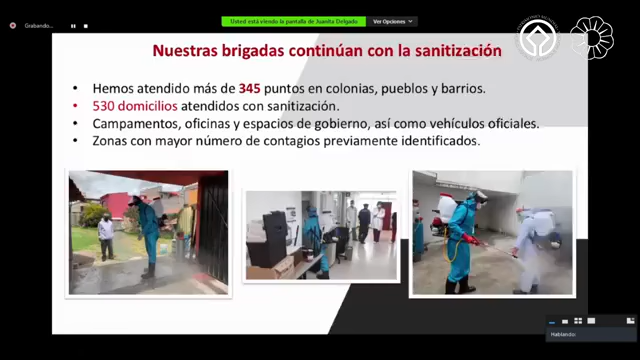 Grabando...
Usted está viendo la pantalla de Juanita Delgado
Ver Opciones
Nuestras brigadas continúan con la sanitización
• Hemos atendido más de 345 puntos en colonias, pueblos y barrios.
• 530 domicilios atendidos con sanitización.
• Campamentos, oficinas y espacios de gobierno, así como vehículos oficiales.
• Zonas con mayor número de contagios previamente identificados.
Hablando: